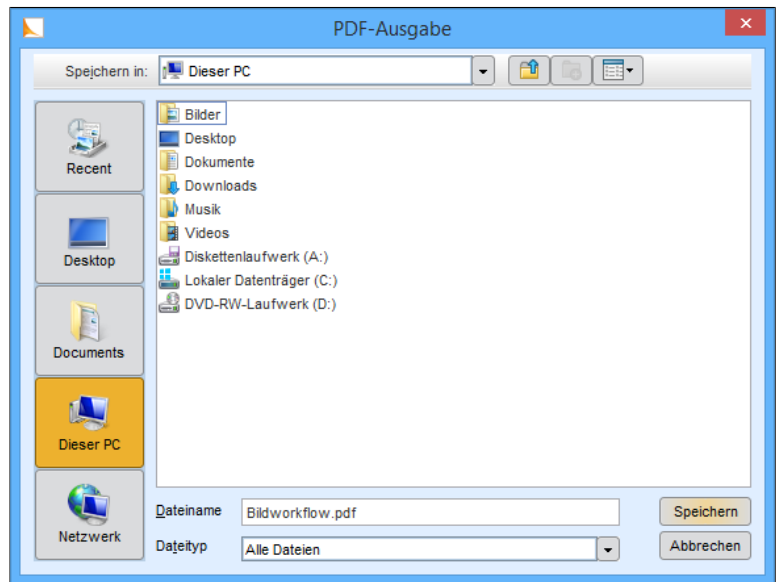 PDF-Ausgabe
Speichern in: Dieser PC
Recent
Desktop
Documents
Dieser PC
Netzwerk
Bilder
Desktop
Dokumente
Downloads
Musik
Videos
Diskettenlaufwerk (A:)
Lokaler Datenträger (C:)
DVD-RW-Laufwerk (D:)
Dateiname Bildworkflow.pdf Speichern
Dateityp Alle Dateien Abbrechen